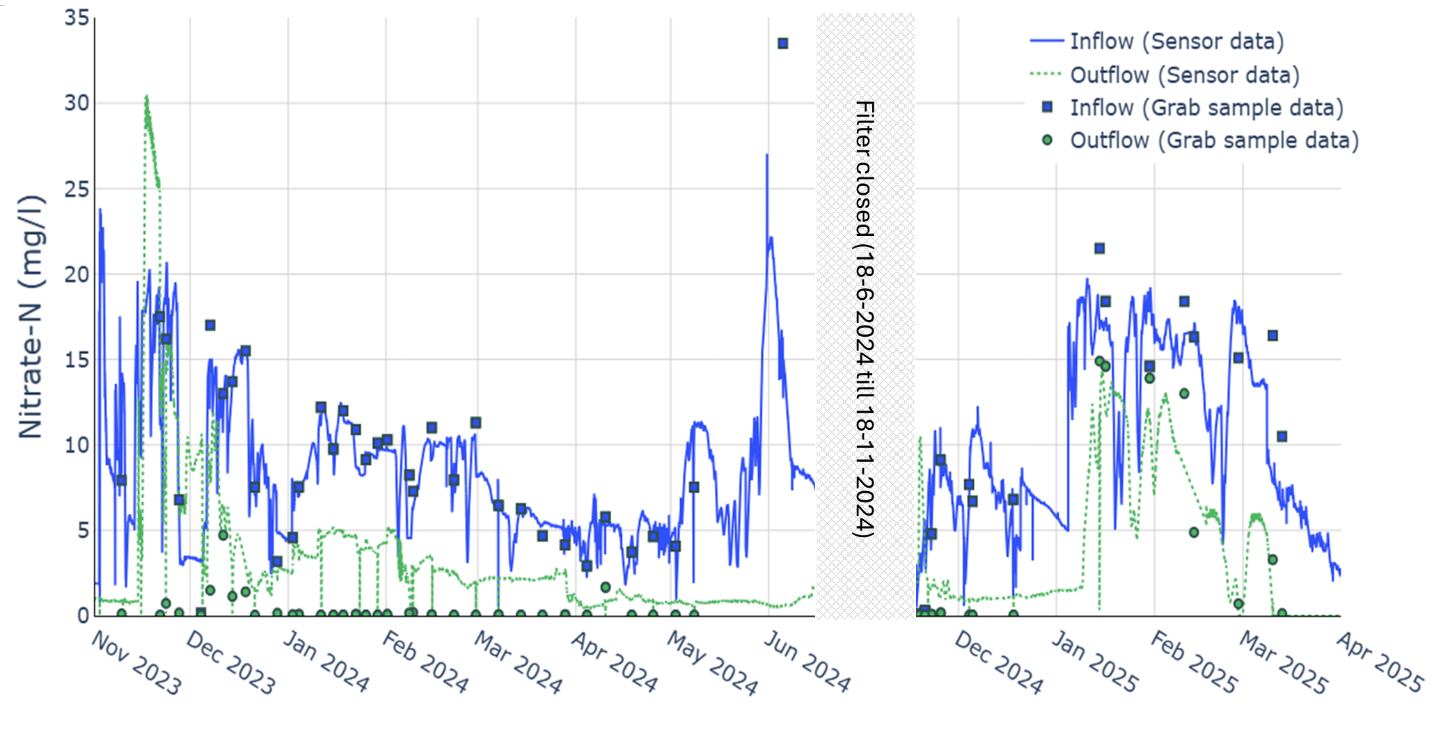 35
30
25
20
15
10
5
0
Nitrate-N (mg/l)
Inflow (Sensor data)
Outflow (Sensor data)
Inflow (Grab sample data)
Outflow (Grab sample data)
Filter closed (18-6-2024 till 18-11-2024)
Nov 2023
Dec 2023
Jan 2024
Feb 2024
Mar 2024
Apr 2024
May 2024
Jun 2024
Dec 2024
Jan 2025
Feb 2025
Mar 2025
Apr 2025